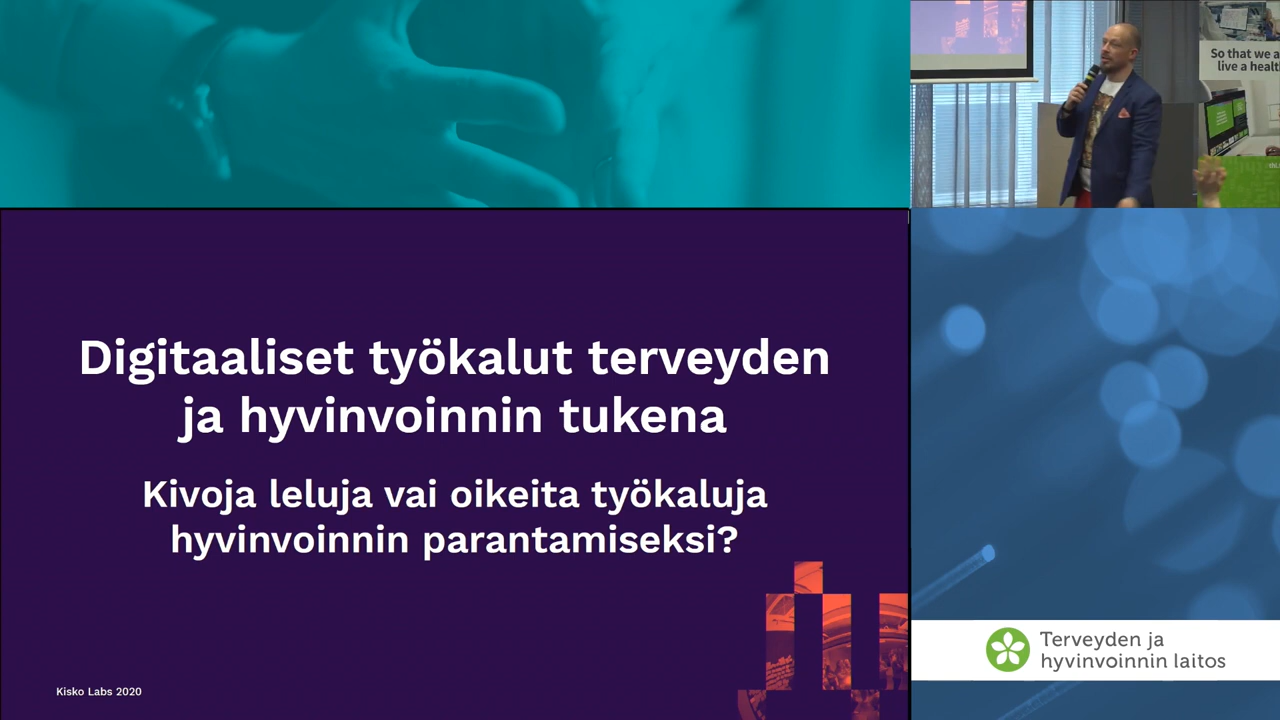 So that we a
live a healt
Digitaaliset työkalut terveyden
ja hyvinvoinnin tukena
Kivoja leluja vai oikeita työkaluja
hyvinvoinnin parantamiseksi?
Kisko Labs 2020
Terveyden ja
hyvinvoinnin laitos